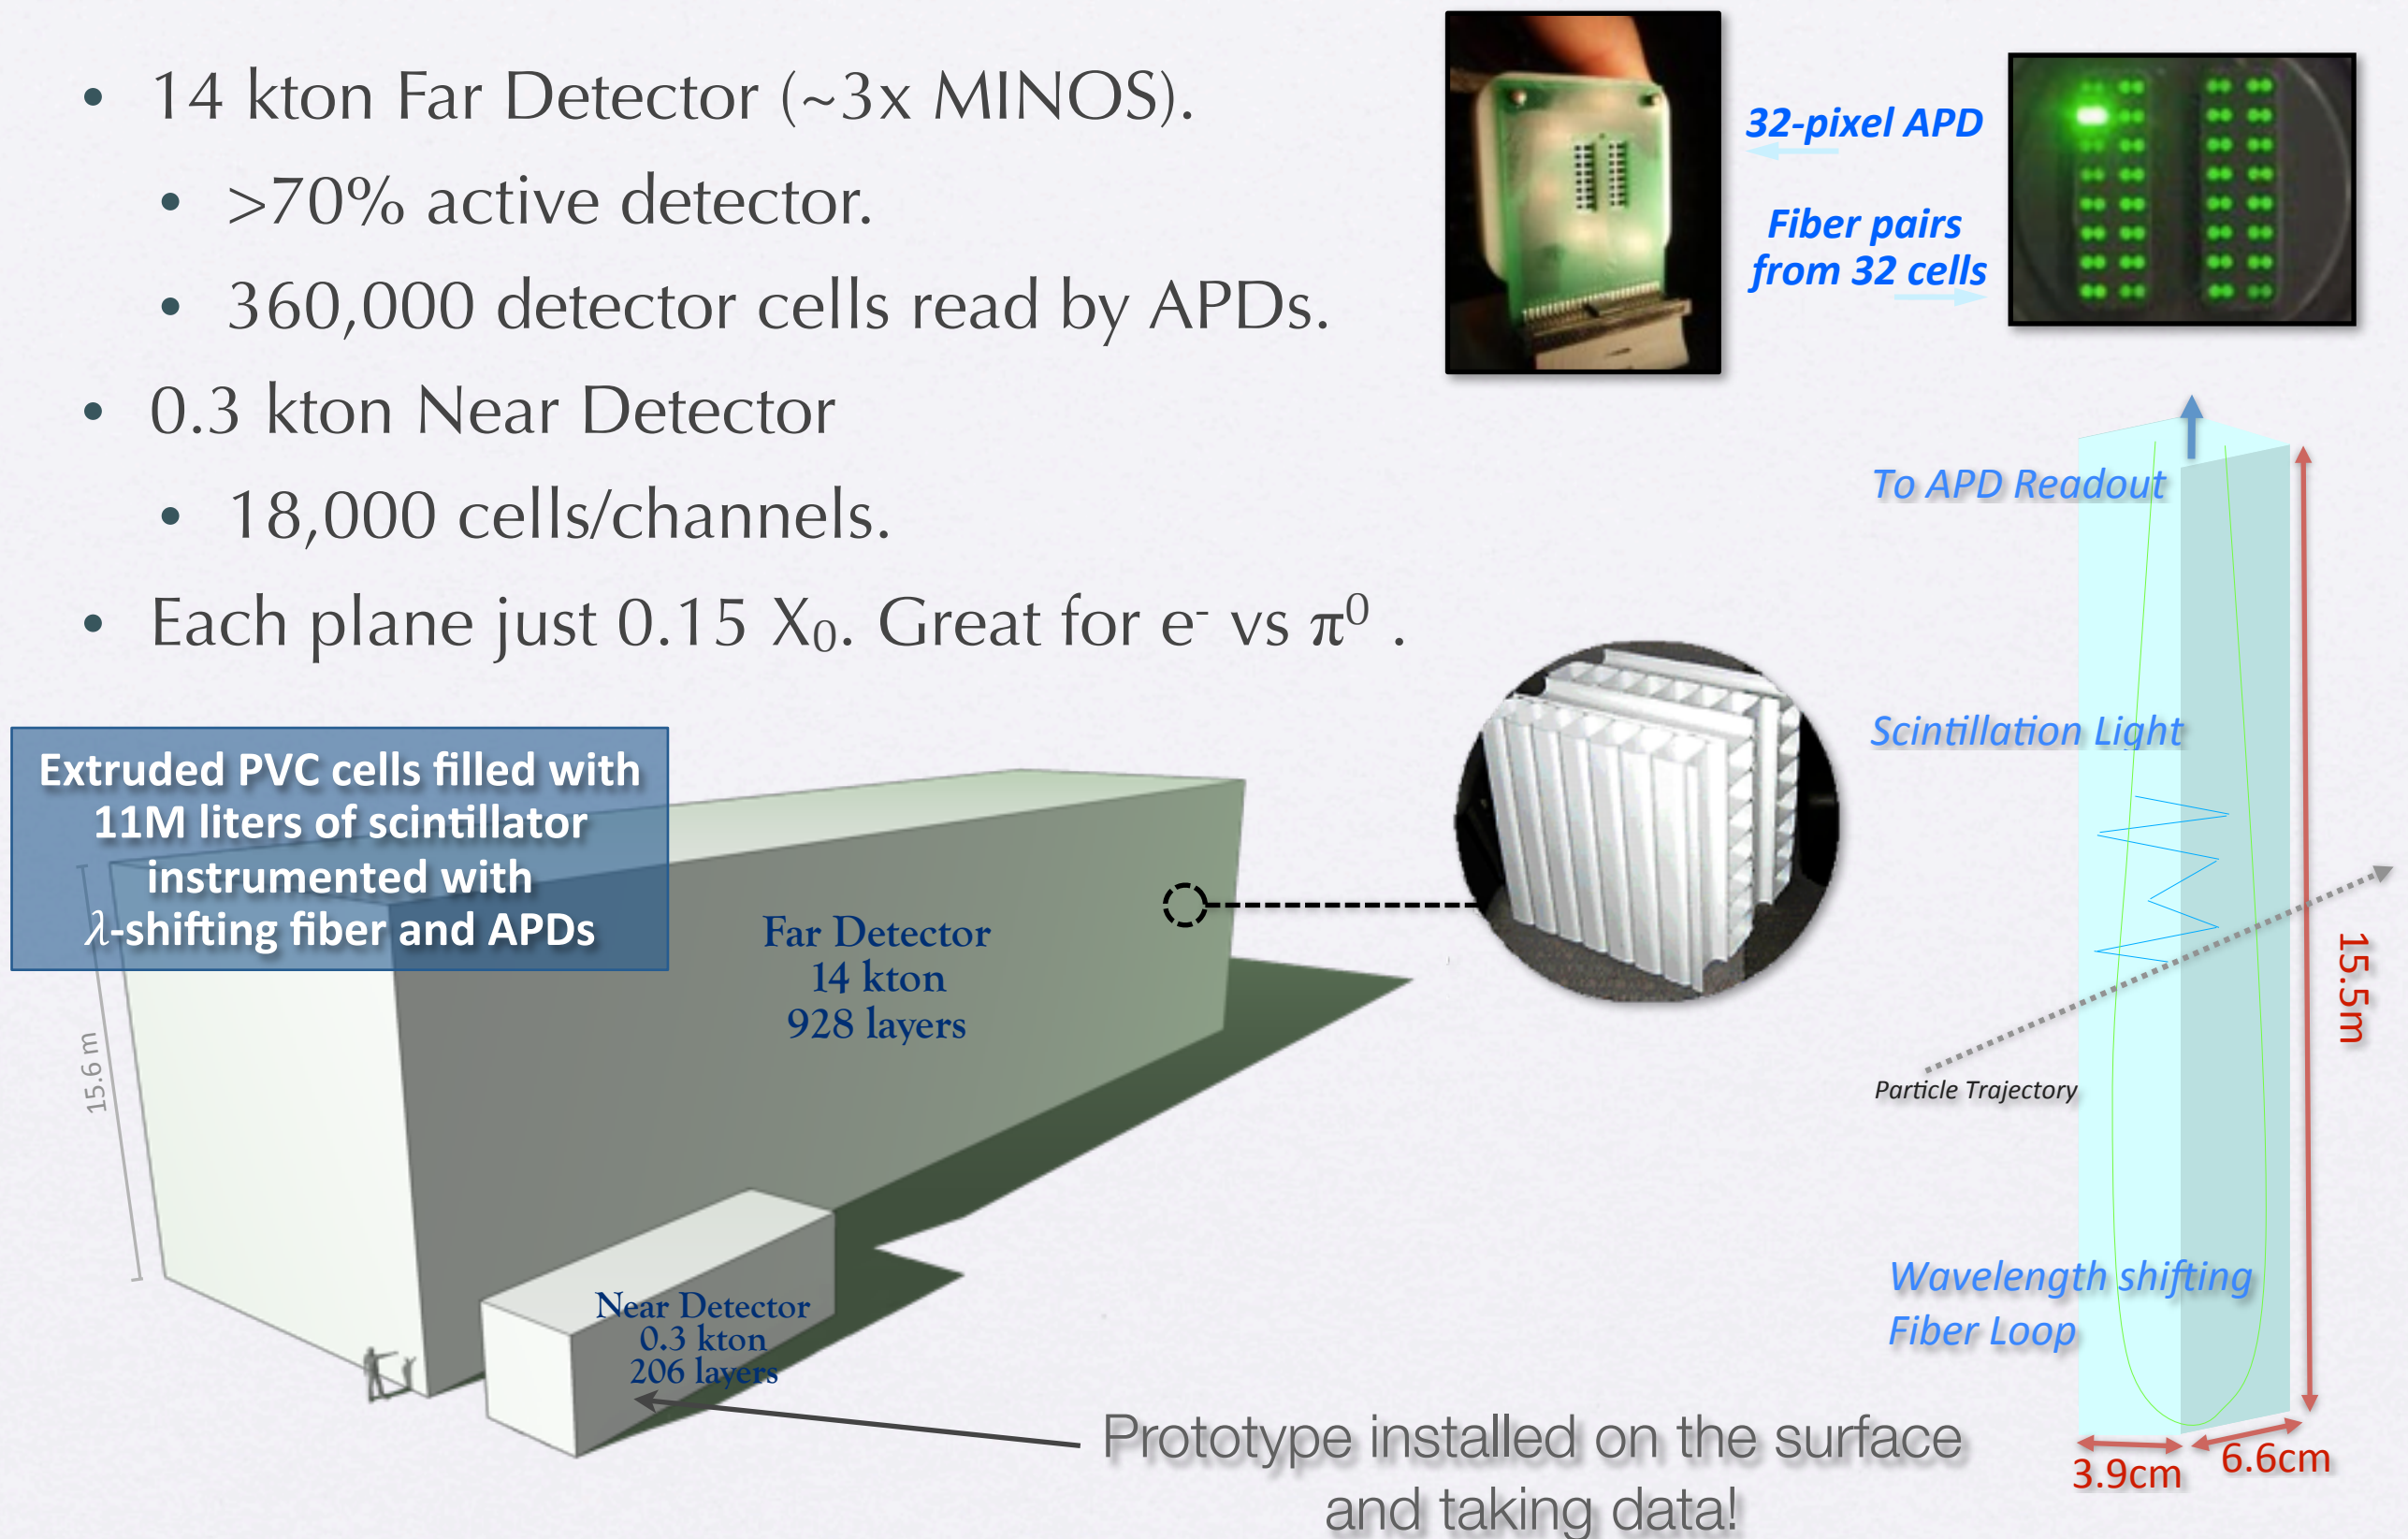 • 14 kton Far Detector (~3x MINOS).
• >70% active detector.
• 360,000 detector cells read by APDs.
• 0.3 kton Near Detector
• 18,000 cells/channels.
• Each plane just 0.15 X₀. Great for e⁻ vs π⁰ .
32-pixel APD
Fiber pairs
from 32 cells
To APD Readout
Scintillation Light
Particle Trajectory
Wavelength shifting
Fiber Loop
15.5m
3.9cm
6.6cm
Extruded PVC cells filled with
11M liters of scintillator
instrumented with
λ-shifting fiber and APDs
15.6 m
Far Detector
14 kton
928 layers
Near Detector
0.3 kton
206 layers
Prototype installed on the surface
and taking data!